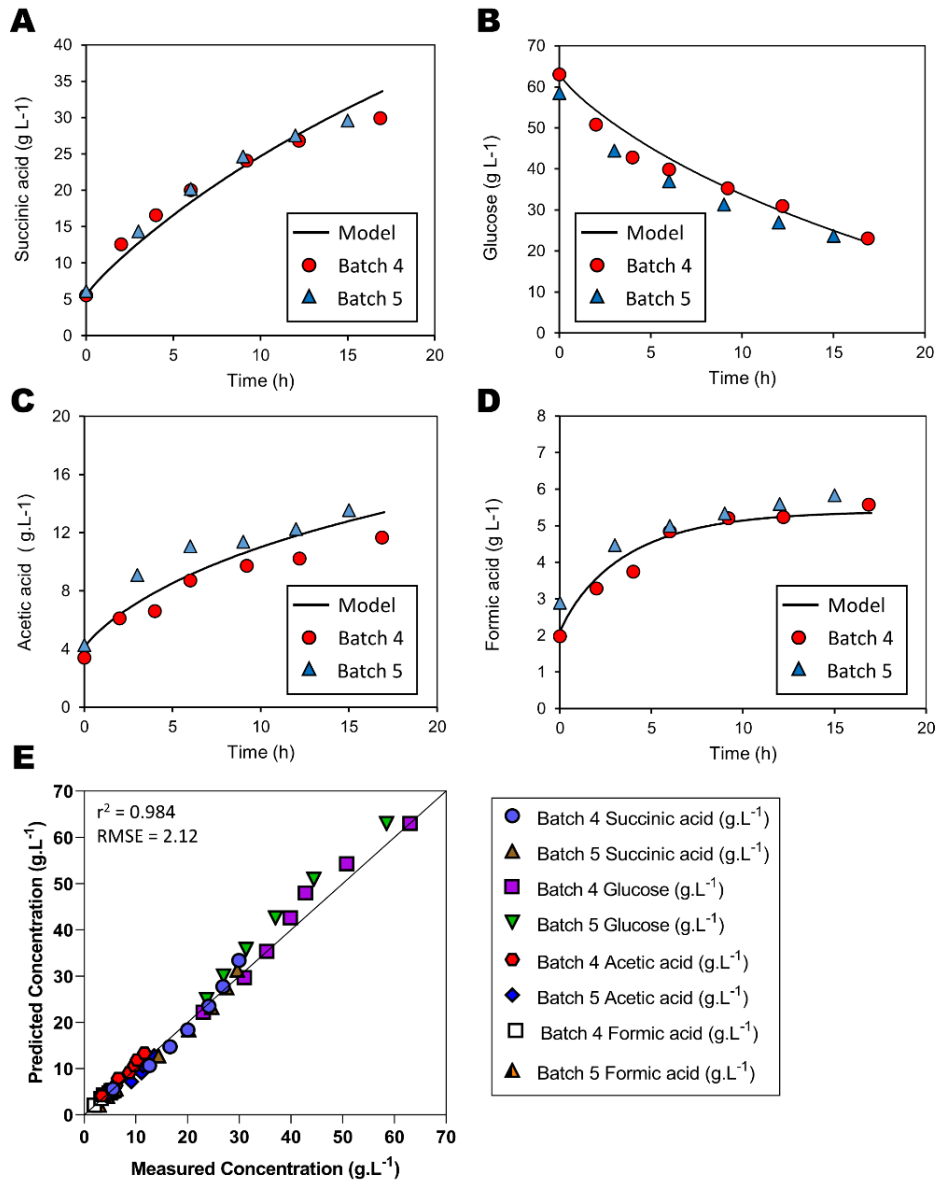 A
40
35
30
25
20
15
10
5
0
Succinic acid (g L-1)
Model
Batch 4
Batch 5
0 5 10 15 20
Time (h)
B
70
60
50
40
30
20
10
0
Glucose (g L-1)
Model
Batch 4
Batch 5
0 5 10 15 20
Time (h)
C
20
16
12
8
4
0
Acetic acid ( g.L-1)
Model
Batch 4
Batch 5
0 5 10 15 20
Time (h)
D
8
7
6
5
4
3
2
1
0
Formic acid (g L-1)
Model
Batch 4
Batch 5
0 5 10 15 20
Time (h)
E
70
60
50
40
30
20
10
0
Predicted Concentration (g.L⁻¹)
r² = 0.984
RMSE = 2.12
0 10 20 30 40 50 60 70
Measured Concentration (g.L⁻¹)
Batch 4 Succinic acid (g.L⁻¹)
Batch 5 Succinic acid (g.L⁻¹)
Batch 4 Glucose (g.L⁻¹)
Batch 5 Glucose (g.L⁻¹)
Batch 4 Acetic acid (g.L⁻¹)
Batch 5 Acetic acid (g.L⁻¹)
Batch 4 Formic acid (g.L⁻¹)
Batch 5 Formic acid (g.L⁻¹)